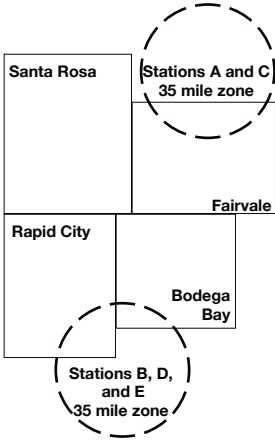 Santa Rosa
Stations A and C
35 mile zone
Fairvale
Rapid City
Bodega
Bay
Stations B, D,
and E
35 mile zone